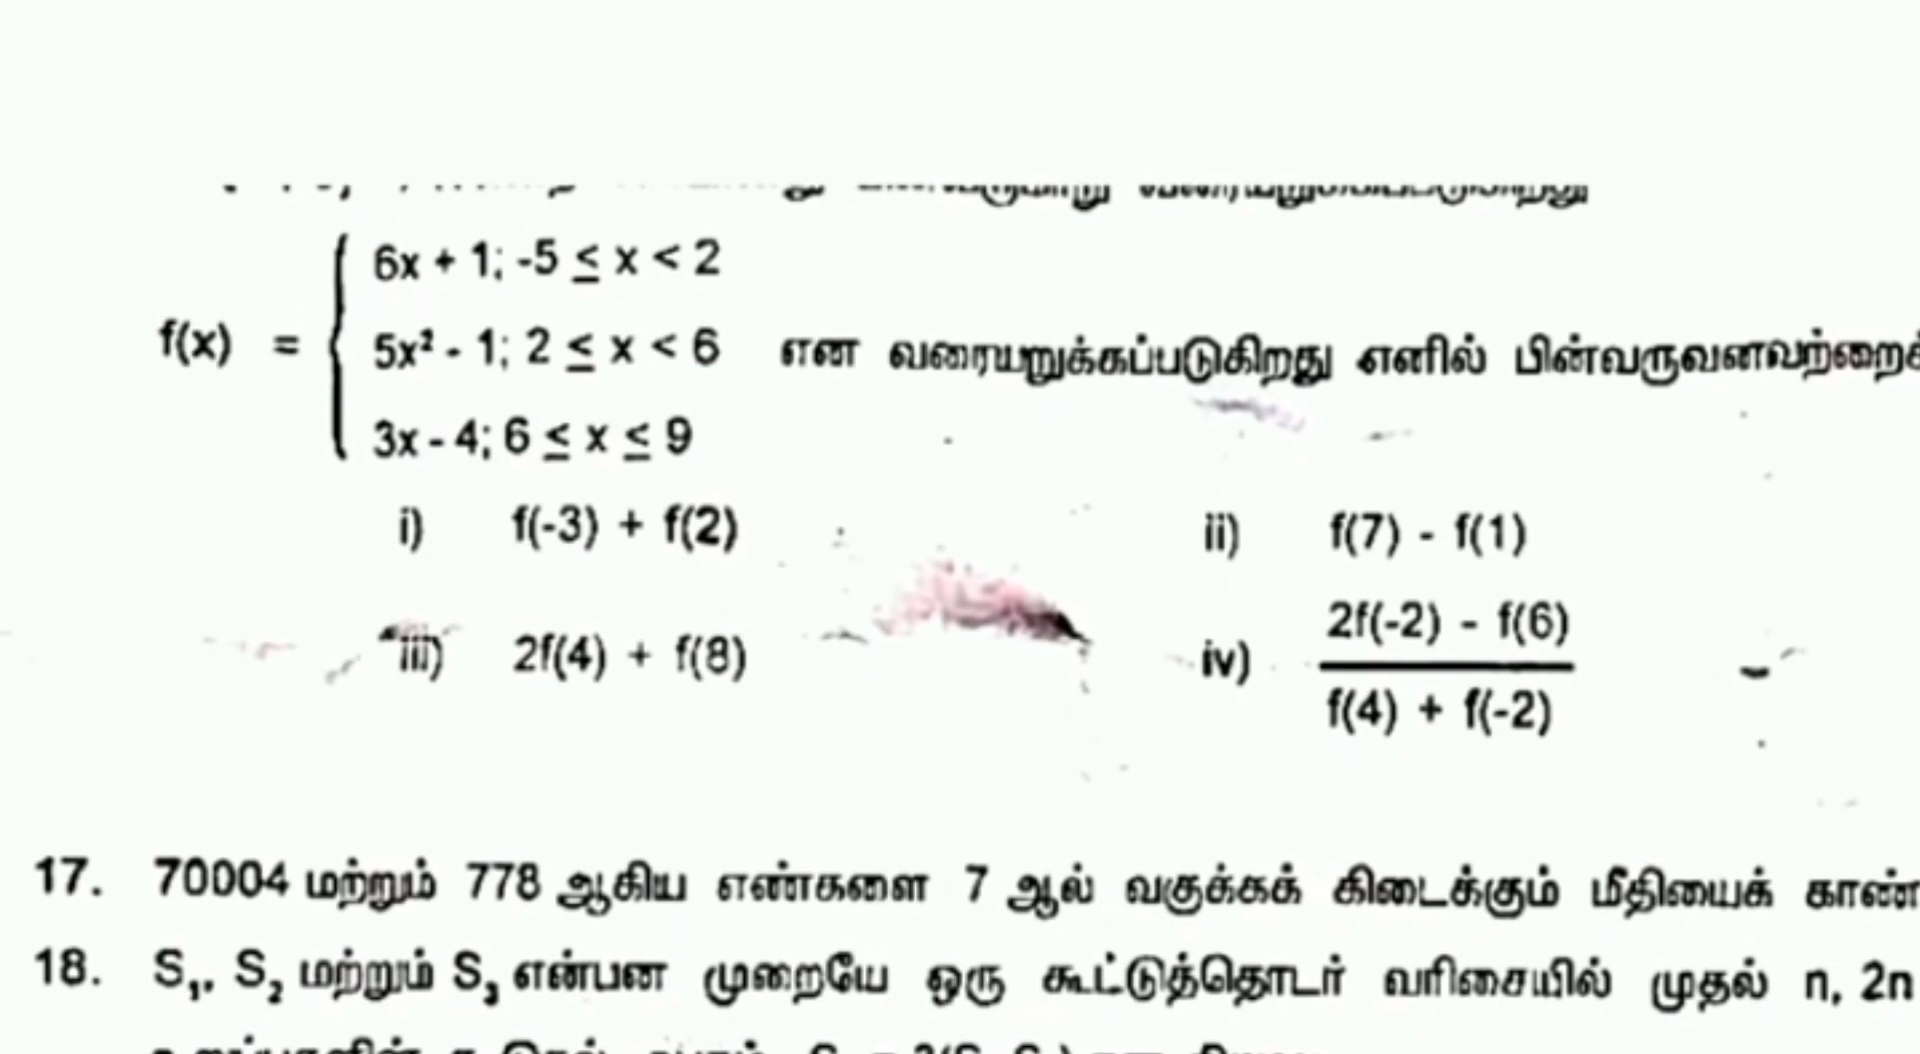 6x + 1; -5 ≤ x < 2
f(x) = 5x² - 1; 2 ≤ x < 6 என வரையறுக்கப்படுகிறது எனில் பின்வருவனவற்றைக்
3x - 4; 6 ≤ x ≤ 9
i) f(-3) + f(2) ii) f(7) - f(1)
iii) 2f(4) + f(8) iv) 2f(-2) - f(6)
f(4) + f(-2)
17. 70004 மற்றும் 778 ஆகிய எண்களை 7 ஆல் வகுக்கக் கிடைக்கும் மீதியைக் காண்
18. S₁, S₂ மற்றும் S₃ என்பன முறையே ஒரு கூட்டுத்தொடர் வரிசையில் முதல் n, 2n